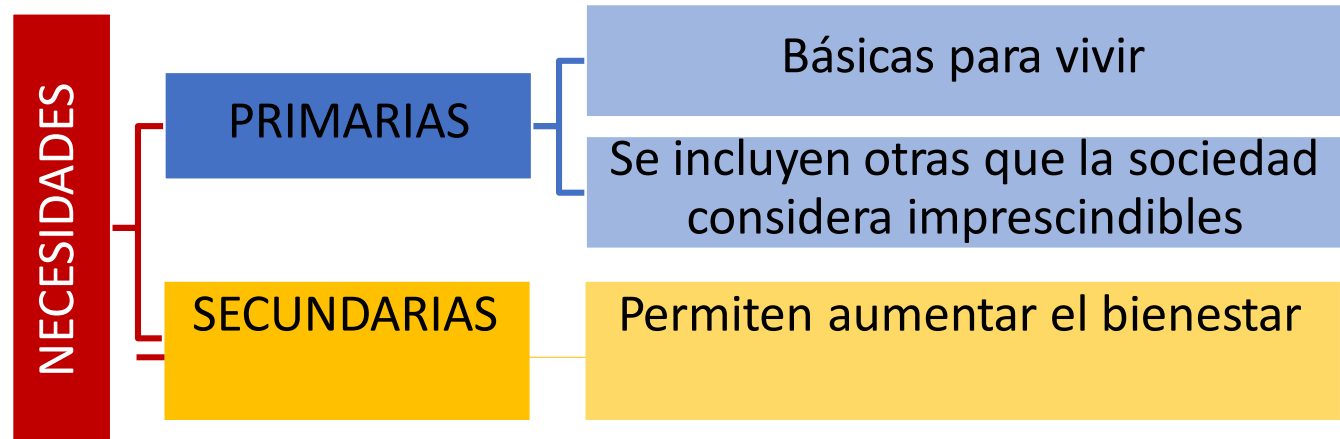 NECESIDADES
PRIMARIAS
Básicas para vivir
Se incluyen otras que la sociedad
considera imprescindibles
SECUNDARIAS
Permiten aumentar el bienestar